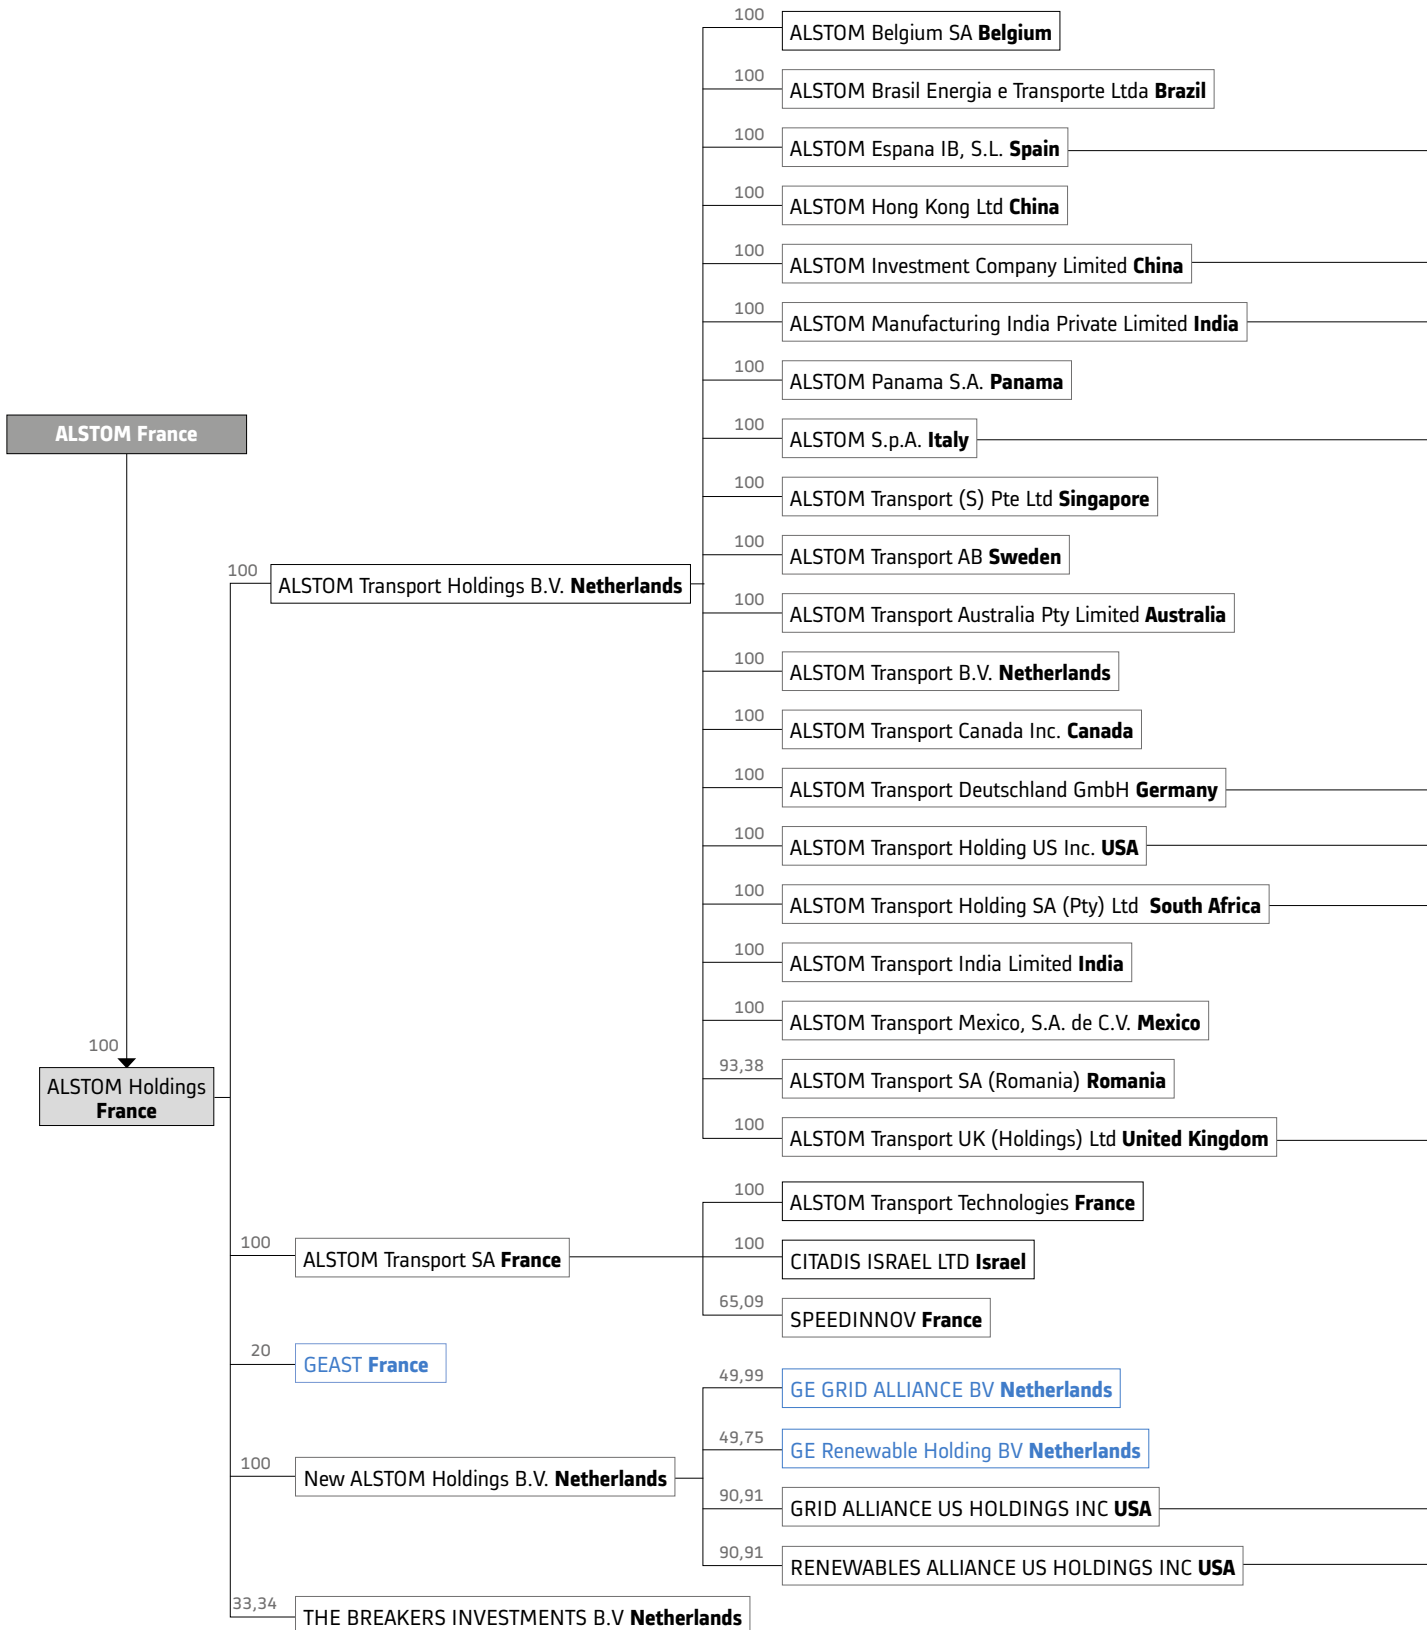 100
ALSTOM Belgium SA Belgium
100
ALSTOM Brasil Energia e Transporte Ltda Brazil
100
ALSTOM Espana IB, S.L. Spain
100
ALSTOM Hong Kong Ltd China
100
ALSTOM Investment Company Limited China
100
ALSTOM Manufacturing India Private Limited India
100
ALSTOM Panama S.A. Panama
ALSTOM France
100
ALSTOM S.p.A. Italy
100
ALSTOM Transport (S) Pte Ltd Singapore
100
ALSTOM Transport AB Sweden
100
ALSTOM Transport Holdings B.V. Netherlands
100
ALSTOM Transport Australia Pty Limited Australia
100
ALSTOM Transport B.V. Netherlands
100
ALSTOM Transport Canada Inc. Canada
100
ALSTOM Transport Deutschland GmbH Germany
100
ALSTOM Transport Holding US Inc. USA
100
ALSTOM Transport Holding SA (Pty) Ltd South Africa
100
ALSTOM Transport India Limited India
100
ALSTOM Transport Mexico, S.A. de C.V. Mexico
100
ALSTOM Holdings
France
93,38
ALSTOM Transport SA (Romania) Romania
100
ALSTOM Transport UK (Holdings) Ltd United Kingdom
100
ALSTOM Transport Technologies France
100
ALSTOM Transport SA France
100
CITADIS ISRAEL LTD Israel
65,09
SPEEDINNOV France
20
GEAST France
49,99
GE GRID ALLIANCE BV Netherlands
49,75
GE Renewable Holding BV Netherlands
100
New ALSTOM Holdings B.V. Netherlands
90,91
GRID ALLIANCE US HOLDINGS INC USA
90,91
RENEWABLES ALLIANCE US HOLDINGS INC USA
33,34
THE BREAKERS INVESTMENTS B.V Netherlands